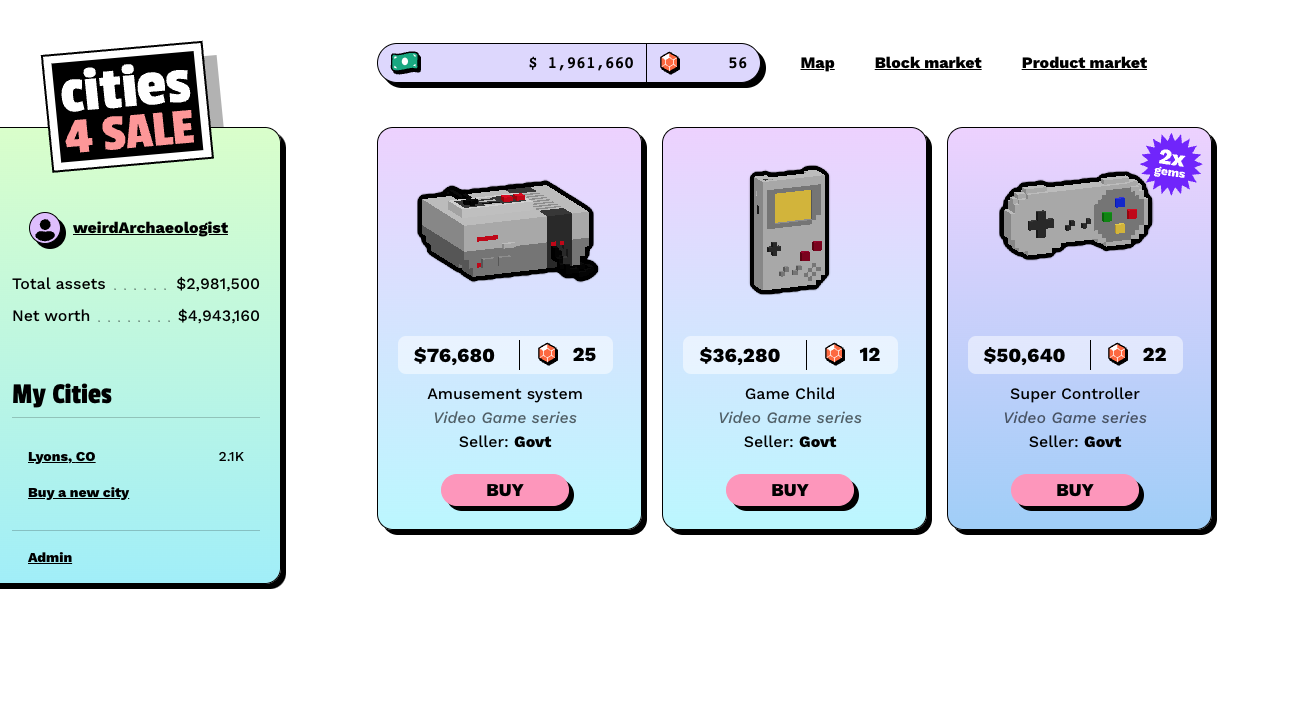 cities
4 SALE
weirdArchaeologist
Total assets . . . . . . $2,981,500
Net worth . . . . . . . . $4,943,160
My Cities
Lyons, CO 2.1K
Buy a new city
Admin
$ 1,961,660 56 Map Block market Product market
$76,680 25
Amusement system
Video Game series
Seller: Govt
BUY
$36,280 12
Game Child
Video Game series
Seller: Govt
BUY
2x
gems
$50,640 22
Super Controller
Video Game series
Seller: Govt
BUY